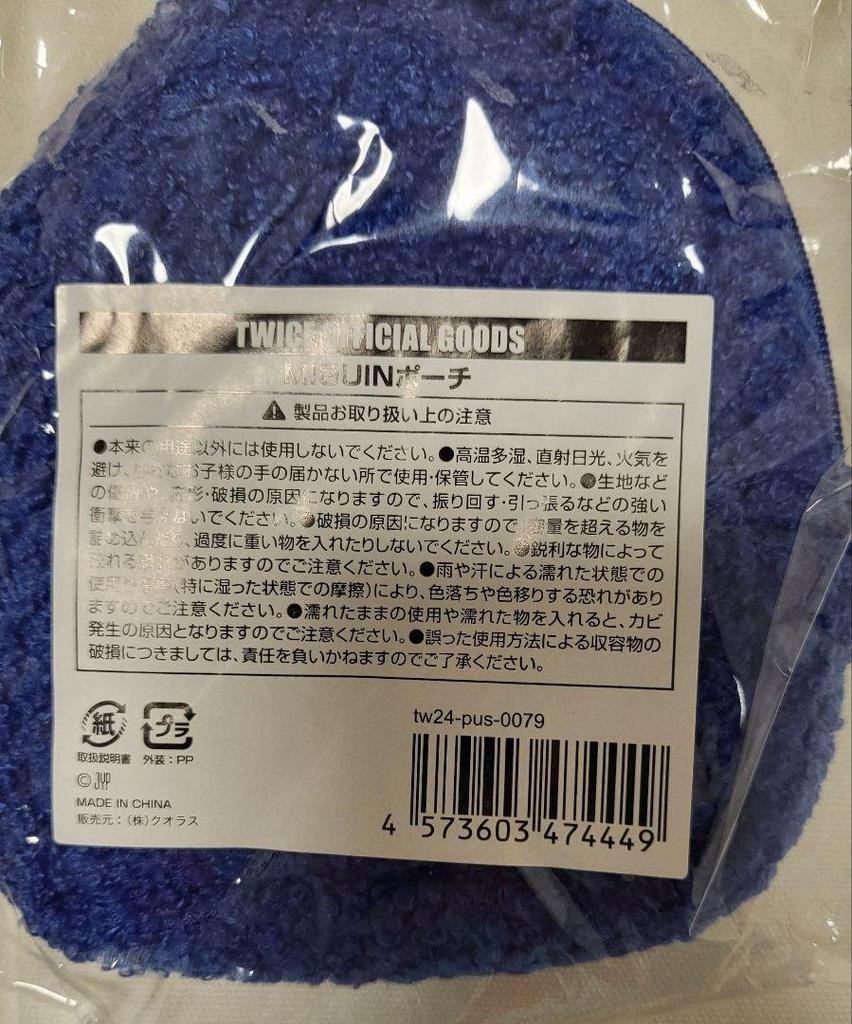 TWICE OFFICIAL GOODS
MIGUINポーチ
製品お取り扱い上の注意
●本来の用途以外には使用しないでください。●高温多湿、直射日光、火気を
避け、お子様の手の届かない所で使用・保管してください。●生地など
の傷みや、変形・破損の原因になりますので、振り回す・引っ張るなどの強い
衝撃を与えないでください。●破損の原因になりますので、容量を超える物を
詰め込んだり、過度に重い物を入れたりしないでください。●鋭利な物によって
破れる恐れがありますのでご注意ください。●雨や汗による濡れた状態での
使用や摩擦(特に湿った状態での摩擦)により、色落ちや色移りする恐れがあり
ますのでご注意ください。●濡れたままの使用や濡れた物を入れると、カビ
発生の原因となりますのでご注意ください。●誤った使用方法による収容物の
破損につきましては、責任を負いかねますのでご了承ください。
紙 プラ
取扱説明書 外装：PP
©JYP
MADE IN CHINA
販売元：(株)クオラス
tw24-pus-0079
4 573603 474449